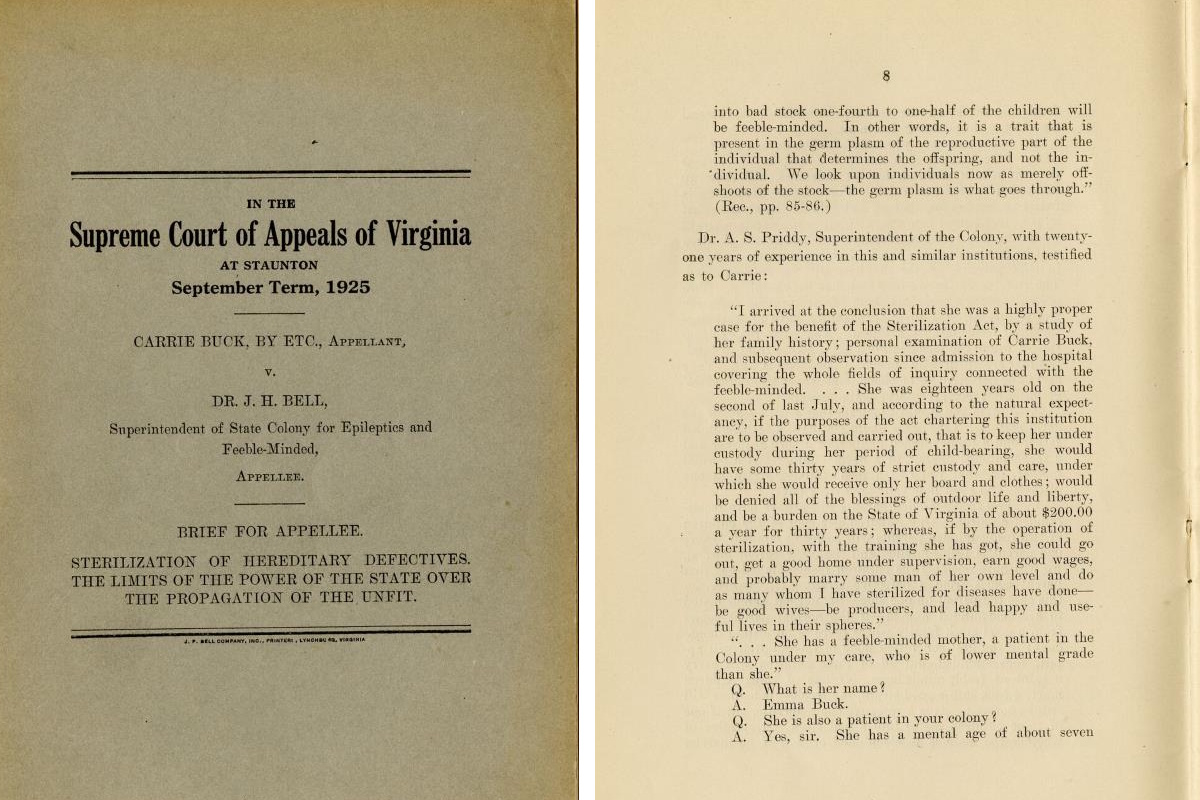 IN THE
Supreme Court of Appeals of Virginia
AT STAUNTON
September Term, 1925
CARRIE BUCK, BY ETC., APPELLANT,
v.
DR. J. H. BELL,
Superintendent of State Colony for Epileptics and
Feeble-Minded,
APPELLEE.
BRIEF FOR APPELLEE.
STERILIZATION OF HEREDITARY DEFECTIVES.
THE LIMITS OF THE POWER OF THE STATE OVER
THE PROPAGATION OF THE UNFIT.
J. P. BELL COMPANY, INC., PRINTERS, LYNCHBURG, VIRGINIA
8
into bad stock one-fourth to one-half of the children will
be feeble-minded. In other words, it is a trait that is
present in the germ plasm of the reproductive part of the
individual that determines the offspring, and not the in-
dividual. We look upon individuals now as merely off-
shoots of the stock—the germ plasm is what goes through.”
(Rec., pp. 85-86.)
Dr. A. S. Priddy, Superintendent of the Colony, with twenty-
one years of experience in this and similar institutions, testified
as to Carrie:
“I arrived at the conclusion that she was a highly proper
case for the benefit of the Sterilization Act, by a study of
her family history; personal examination of Carrie Buck,
and subsequent observation since admission to the hospital
covering the whole fields of inquiry connected with the
feeble-minded. . . . She was eighteen years old on the
second of last July, and according to the natural expect-
ancy, if the purposes of the act chartering this institution
are to be observed and carried out, that is to keep her under
custody during her period of child-bearing, she would
have some thirty years of strict custody and care, under
which she would receive only her board and clothes; would
be denied all of the blessings of outdoor life and liberty,
and be a burden on the State of Virginia of about $200.00
a year for thirty years; whereas, if by the operation of
sterilization, with the training she has got, she could go
out, get a good home under supervision, earn good wages,
and probably marry some man of her own level and do
as many whom I have sterilized for diseases have done—
be good wives—be producers, and lead happy and use-
ful lives in their spheres.”
“. . . She has a feeble-minded mother, a patient in the
Colony under my care, who is of lower mental grade
than she.”
Q. What is her name?
A. Emma Buck.
Q. She is also a patient in your colony?
A. Yes, sir. She has a mental age of about seven